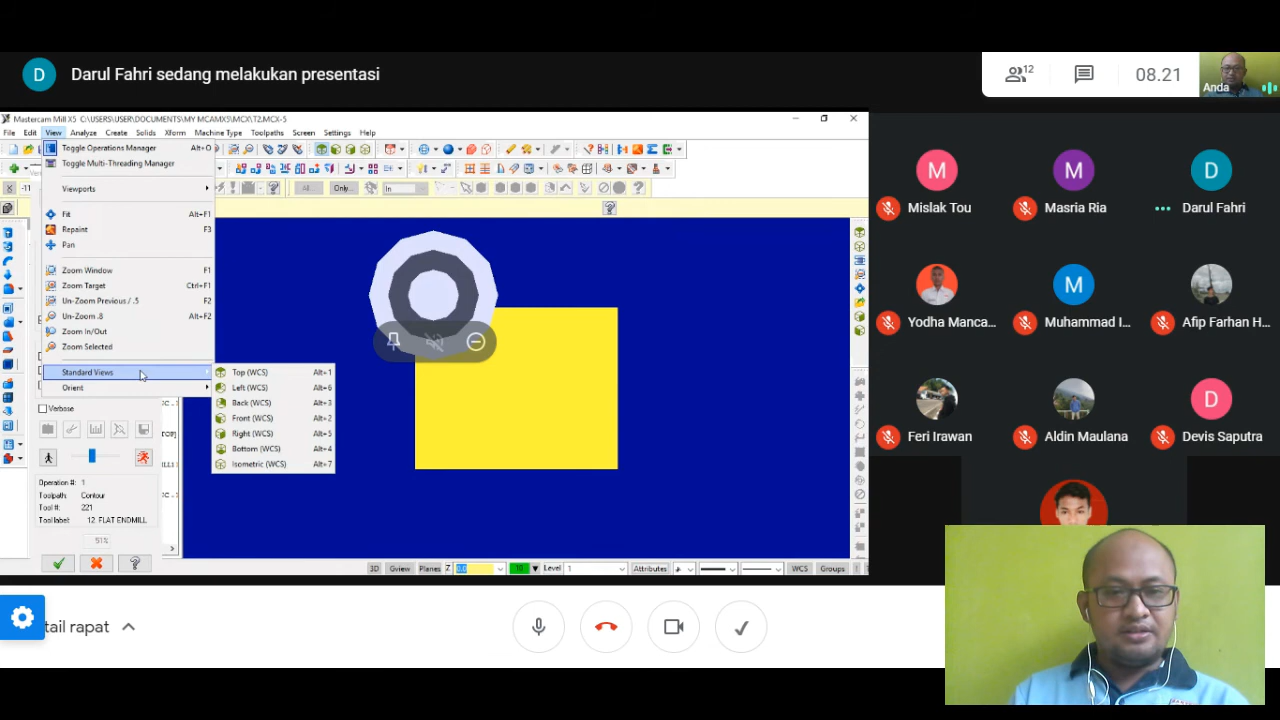 D Darul Fahri sedang melakukan presentasi
12
08.21
Anda
Mastercam Mill X5 C:\USERS\USER\DOCUMENTS\MY MCAMX5\MCX\T2.MCX-5
File Edit View Analyze Create Solids Xform Machine Type Toolpaths Screen Settings Help
Toggle Operations Manager Alt+O
Toggle Multi-Threading Manager
Viewports
All... Only... In
Fit Alt+F1
Repaint F3
Pan
Zoom Window F1
Zoom Target Ctrl+F1
Un-Zoom Previous / .5 F2
Un-Zoom .8 Alt+F2
Zoom In/Out
Zoom Selected
Standard Views
Orient
Top (WCS) Alt+1
Left (WCS) Alt+6
Back (WCS) Alt+3
Front (WCS) Alt+2
Right (WCS) Alt+5
Bottom (WCS) Alt+4
Isometric (WCS) Alt+7
Verbose
Operation #: 1
Toolpath: Contour
Tool #: 221
Tool label: 12. FLAT ENDMILL
91%
3D Gview Planes Z 0.0 10 Level 1 Attributes WCS Groups
M
Mislak Tou
M
Masria Ria
D
Darul Fahri
Yodha Manca...
M
Muhammad I...
Afip Farhan H...
Feri Irawan
Aldin Maulana
D
Devis Saputra
tail rapat